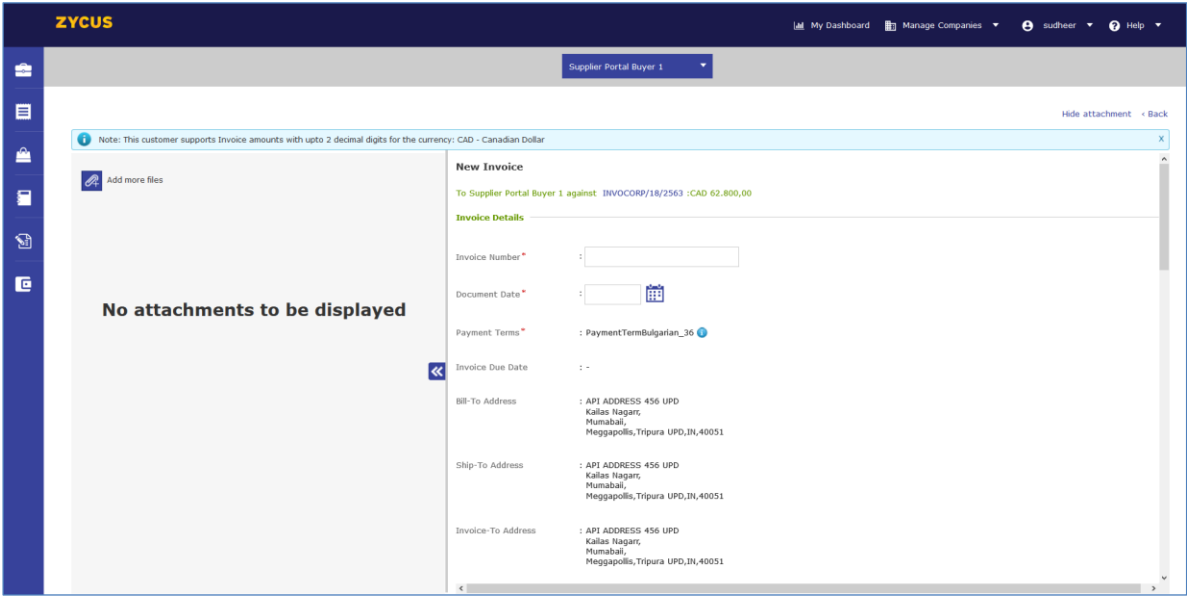 ZYCUS
My Dashboard Manage Companies sudheer Help
Supplier Portal Buyer 1
Hide attachment < Back
Note: This customer supports Invoice amounts with upto 2 decimal digits for the currency: CAD - Canadian Dollar X
Add more files
No attachments to be displayed
New Invoice
To Supplier Portal Buyer 1 against INVOCORP/18/2563 :CAD 62.800,00
Invoice Details
Invoice Number* :
Document Date* :
Payment Terms* : PaymentTermBulgarian_36
Invoice Due Date : -
Bill-To Address : API ADDRESS 456 UPD
Kailas Nagarr,
Mumabaii,
Meggapollis,Tripura UPD,IN,40051
Ship-To Address : API ADDRESS 456 UPD
Kailas Nagarr,
Mumabaii,
Meggapollis,Tripura UPD,IN,40051
Invoice-To Address : API ADDRESS 456 UPD
Kailas Nagarr,
Mumabaii,
Meggapollis,Tripura UPD,IN,40051